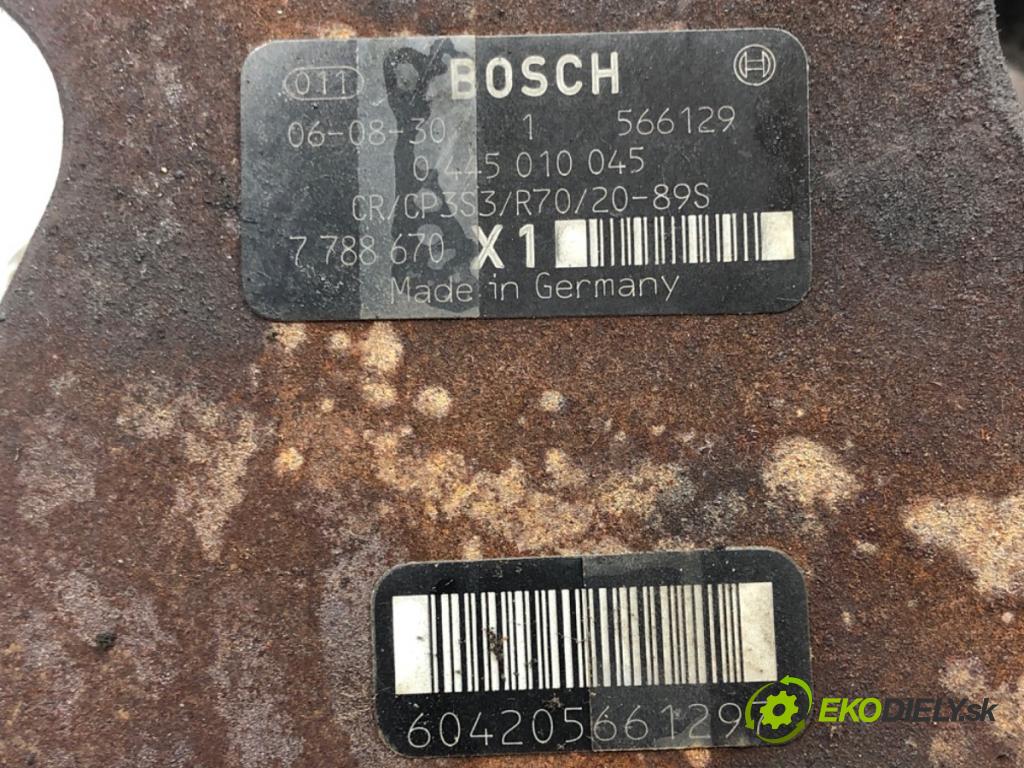 011 BOSCH
06-08-30 1 566129
0 445 010 045
CR/CP3S3/R70/20-89S
7 788 670 X1
Made in Germany
60420566129
EKODIELY.sk